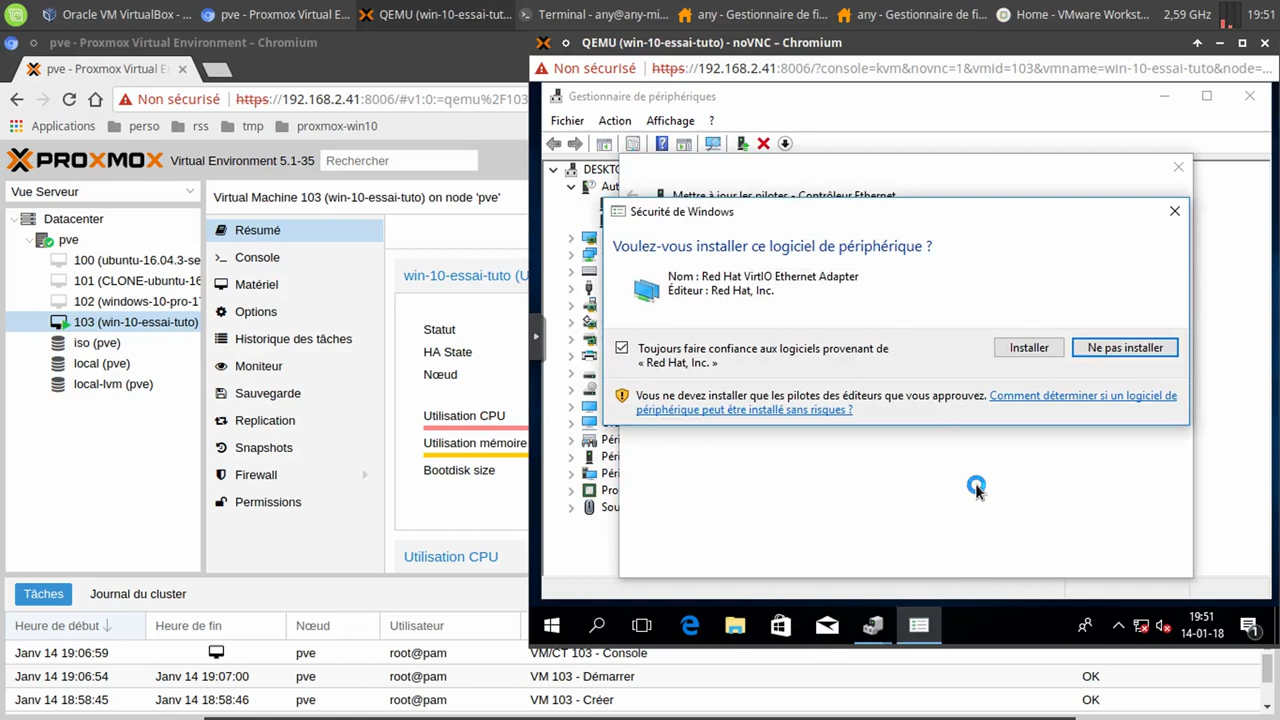 Oracle VM VirtualBox - ...
pve - Proxmox Virtual E...
QEMU (win-10-essai-tut...
Terminal - any@any-mi...
any - Gestionnaire de fi...
any - Gestionnaire de fi...
Home - VMware Workst...
2,59 GHz
19:51
pve - Proxmox Virtual Environment – Chromium
pve - Proxmox Virtual E
Non sécurisé
https://192.168.2.41:8006/#v1:0:=qemu%2F103
Applications
perso
rss
tmp
proxmox-win10
PROXMOX
Virtual Environment 5.1-35
Rechercher
Vue Serveur
Virtual Machine 103 (win-10-essai-tuto) on node 'pve'
Datacenter
pve
100 (ubuntu-16.04.3-se
101 (CLONE-ubuntu-16
102 (windows-10-pro-1
103 (win-10-essai-tuto)
iso (pve)
local (pve)
local-lvm (pve)
Résumé
Console
Matériel
Options
Historique des tâches
Moniteur
Sauvegarde
Replication
Snapshots
Firewall
Permissions
win-10-essai-tuto (U
Statut
HA State
Nœud
Utilisation CPU
Utilisation mémoire
Bootdisk size
Utilisation CPU
QEMU (win-10-essai-tuto) - noVNC – Chromium
Non sécurisé
https://192.168.2.41:8006/?console=kvm&novnc=1&vmid=103&vmname=win-10-essai-tuto&node=...
Gestionnaire de périphériques
Fichier
Action
Affichage
?
DESKTO
Aut
Mettre à jour les pilotes - Contrôleur Ethernet
Sécurité de Windows
Voulez-vous installer ce logiciel de périphérique ?
Nom : Red Hat VirtIO Ethernet Adapter
Éditeur : Red Hat, Inc.
Toujours faire confiance aux logiciels provenant de
« Red Hat, Inc. »
Installer
Ne pas installer
Vous ne devez installer que les pilotes des éditeurs que vous approuvez. Comment déterminer si un logiciel de
périphérique peut être installé sans risques ?
Péri
Péri
Péri
Pro
Sou
19:51
14-01-18
1
Tâches
Journal du cluster
Heure de début
Heure de fin
Nœud
Utilisateur
Janv 14 19:06:59
pve
root@pam
VM/CT 103 - Console
Janv 14 19:06:54
Janv 14 19:07:00
pve
root@pam
VM 103 - Démarrer
OK
Janv 14 18:58:45
Janv 14 18:58:46
pve
root@pam
VM 103 - Créer
OK